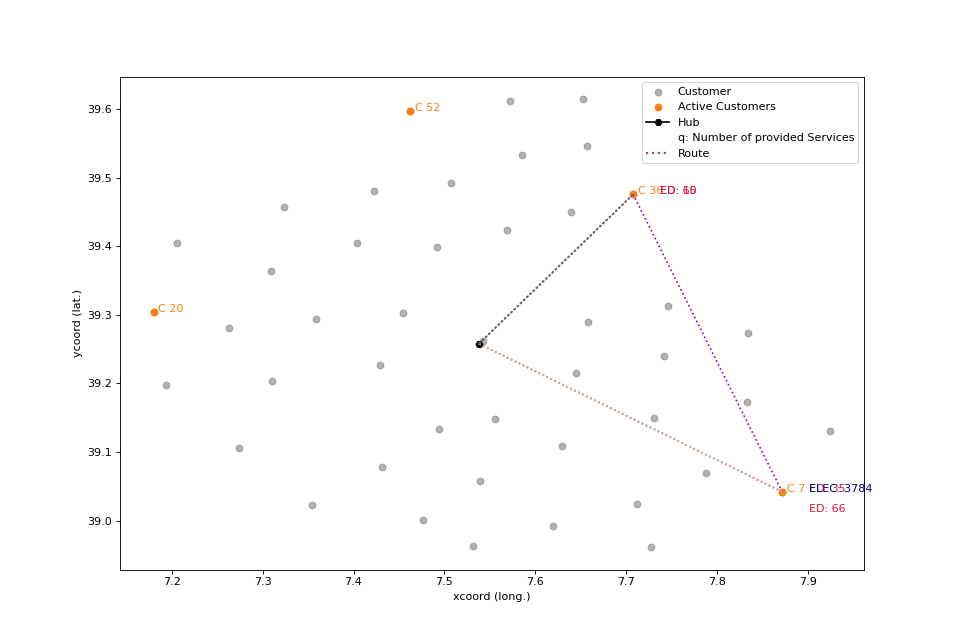 39.6
39.5
39.4
39.3
39.2
39.1
39.0
7.2
7.3
7.4
7.5
7.6
7.7
7.8
7.9
xcoord (long.)
ycoord (lat.)
Customer
Active Customers
Hub
q: Number of provided Services
Route
C 52
C 20
C 36
ED:
C 7
3784
ED: 66